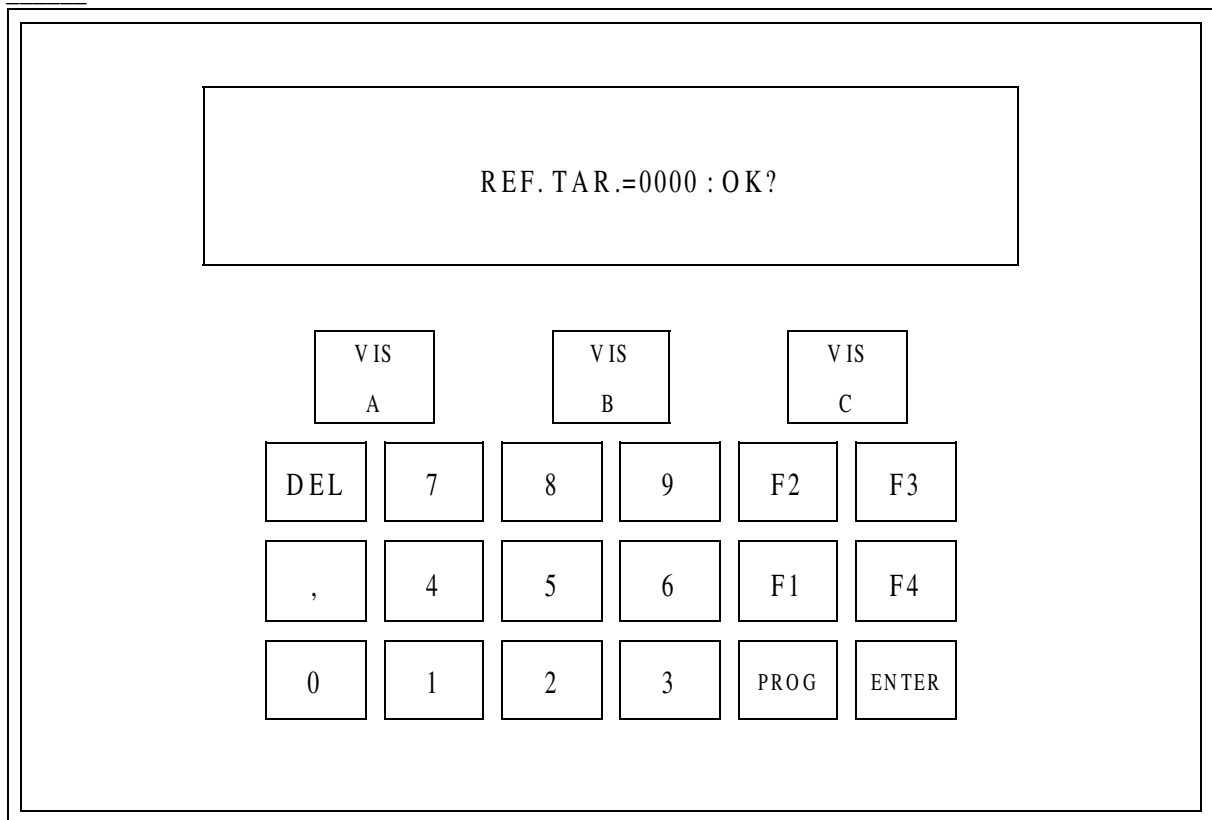 REF. TAR.=0000 : OK?
VIS VIS VIS
A B C
DEL 7 8 9 F2 F3
, 4 5 6 F1 F4
0 1 2 3 PROG ENTER